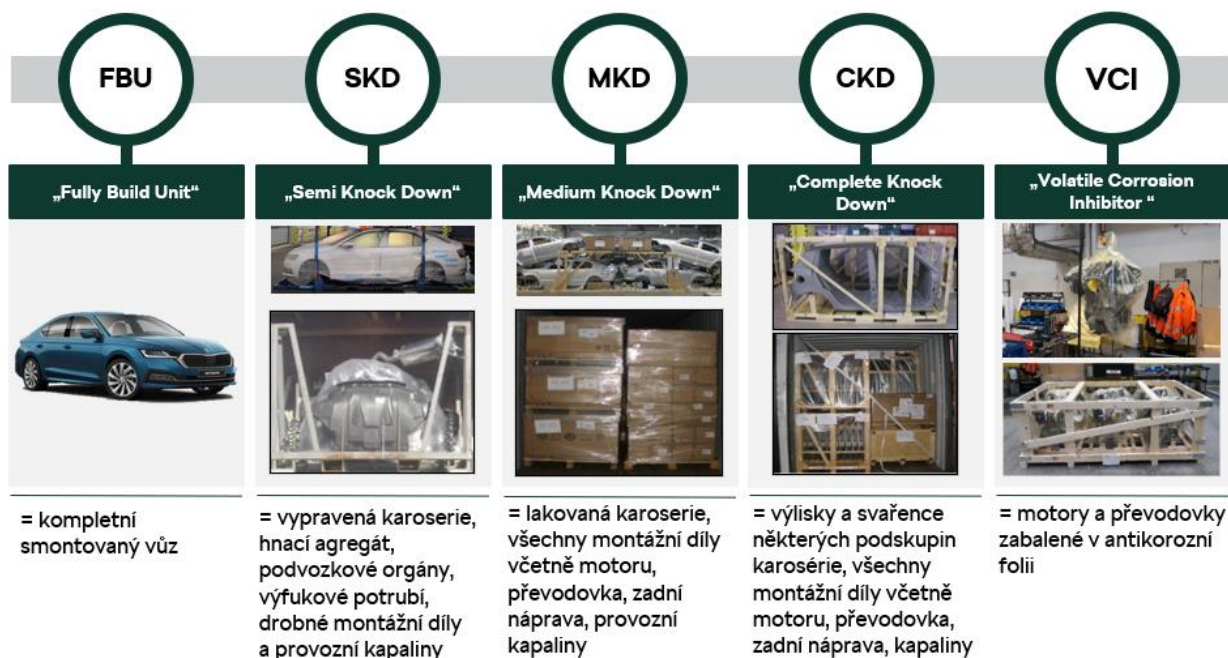 FBU
SKD
MKD
CKD
VCI
„Fully Build Unit“
„Semi Knock Down“
„Medium Knock Down“
„Complete Knock
Down“
„Volatile Corrosion
Inhibitor “
= kompletní
smontovaný vůz
= vypravená karoserie,
hnací agregát,
podvozkové orgány,
výfukové potrubí,
drobné montážní díly
a provozní kapaliny
= lakovaná karoserie,
všechny montážní díly
včetně motoru,
převodovka, zadní
náprava, provozní
kapaliny
= výlisky a svařence
některých podskupin
karosérie, všechny
montážní díly včetně
motoru, převodovka,
zadní náprava, kapaliny
= motory a převodovky
zabalené v antikorozní
folii